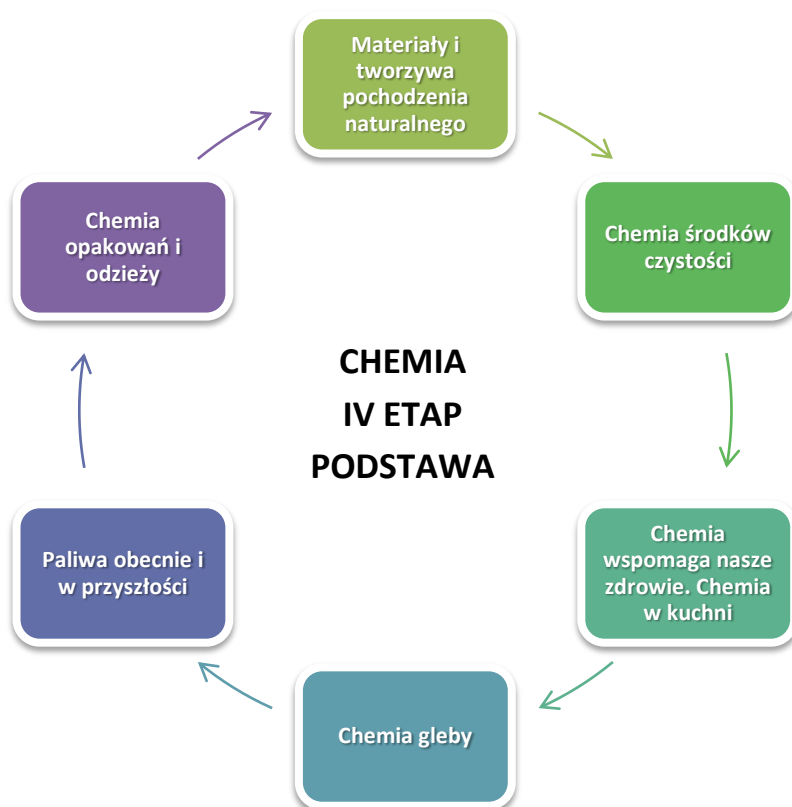 Materiały i
tworzywa
pochodzenia
naturalnego
Chemia środków
czystości
Chemia
wspomaga nasze
zdrowie. Chemia
w kuchni
Chemia gleby
Paliwa obecnie i
w przyszłości
Chemia
opakowań i
odzieży
CHEMIA
IV ETAP
PODSTAWA